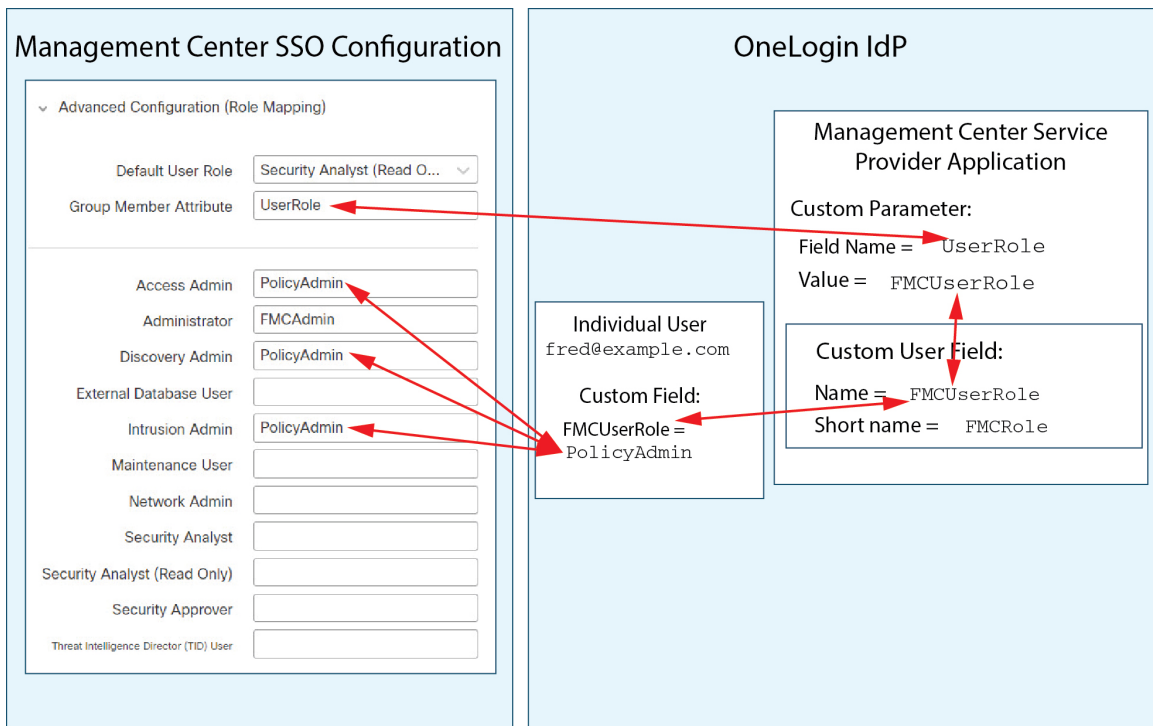 Management Center SSO Configuration
Advanced Configuration (Role Mapping)
Default User Role Security Analyst (Read O...
Group Member Attribute UserRole
Access Admin PolicyAdmin
Administrator FMCAdmin
Discovery Admin PolicyAdmin
External Database User
Intrusion Admin PolicyAdmin
Maintenance User
Network Admin
Security Analyst
Security Analyst (Read Only)
Security Approver
Threat Intelligence Director (TID) User
OneLogin IdP
Individual User
fred@example.com
Custom Field:
FMCUserRole =
PolicyAdmin
Management Center Service
Provider Application
Custom Parameter:
Field Name = UserRole
Value = FMCUserRole
Custom User Field:
Name = FMCUserRole
Short name = FMCRole